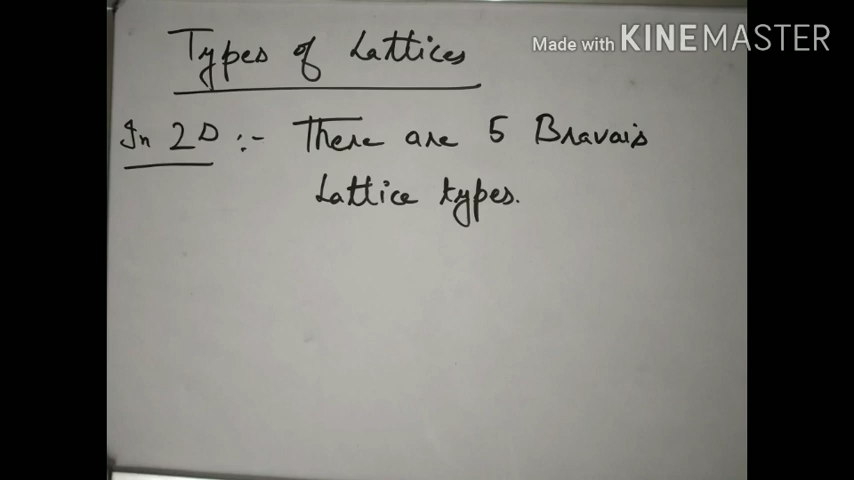 Types of Lattices
Made with KINEMASTER
In 2D :- There are 5 Bravais
Lattice types.